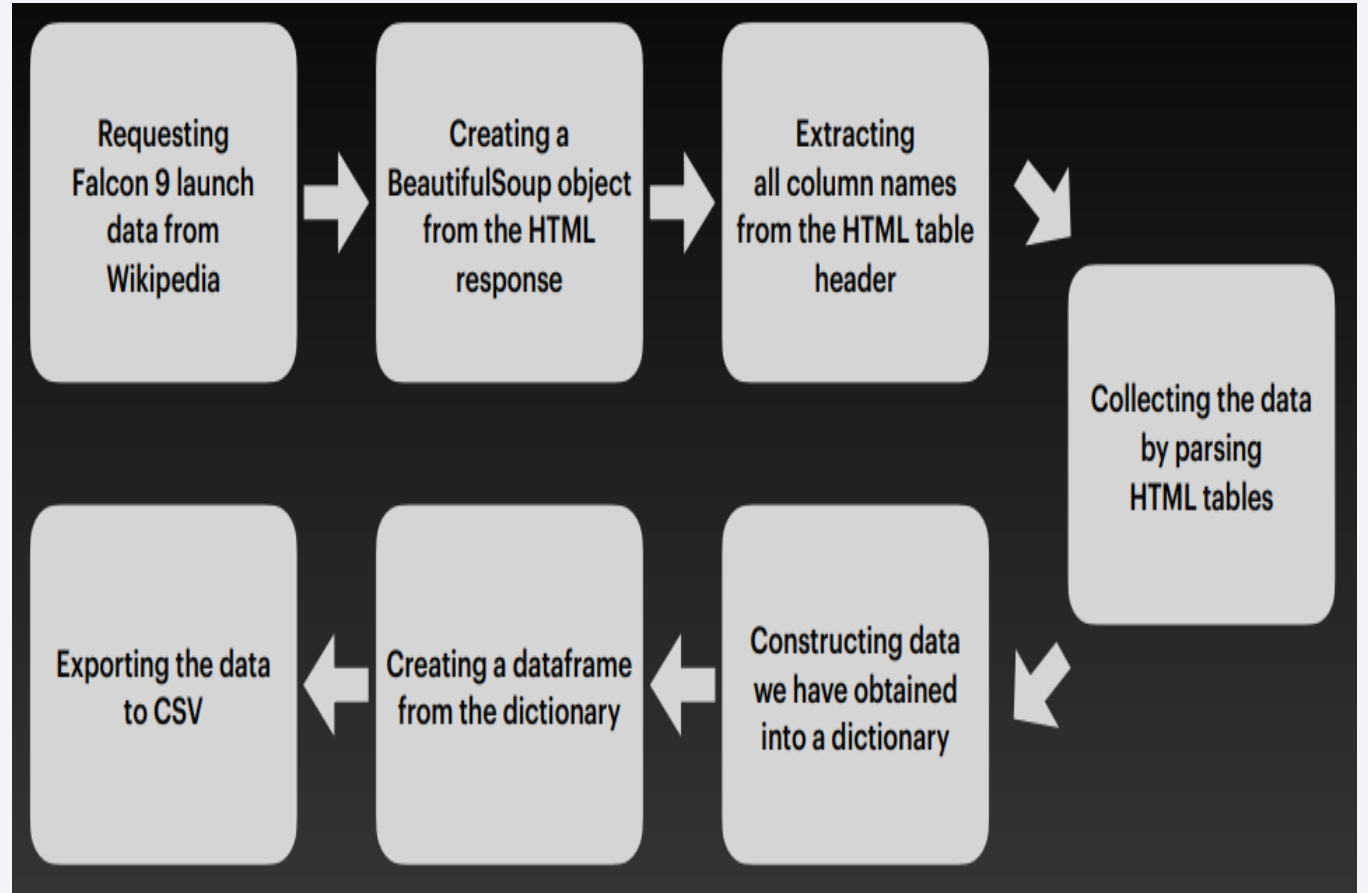 Requesting
Falcon 9 launch
data from
Wikipedia
Creating a
BeautifulSoup object
from the HTML
response
Extracting
all column names
from the HTML table
header
Collecting the data
by parsing
HTML tables
Constructing data
we have obtained
into a dictionary
Creating a dataframe
from the dictionary
Exporting the data
to CSV